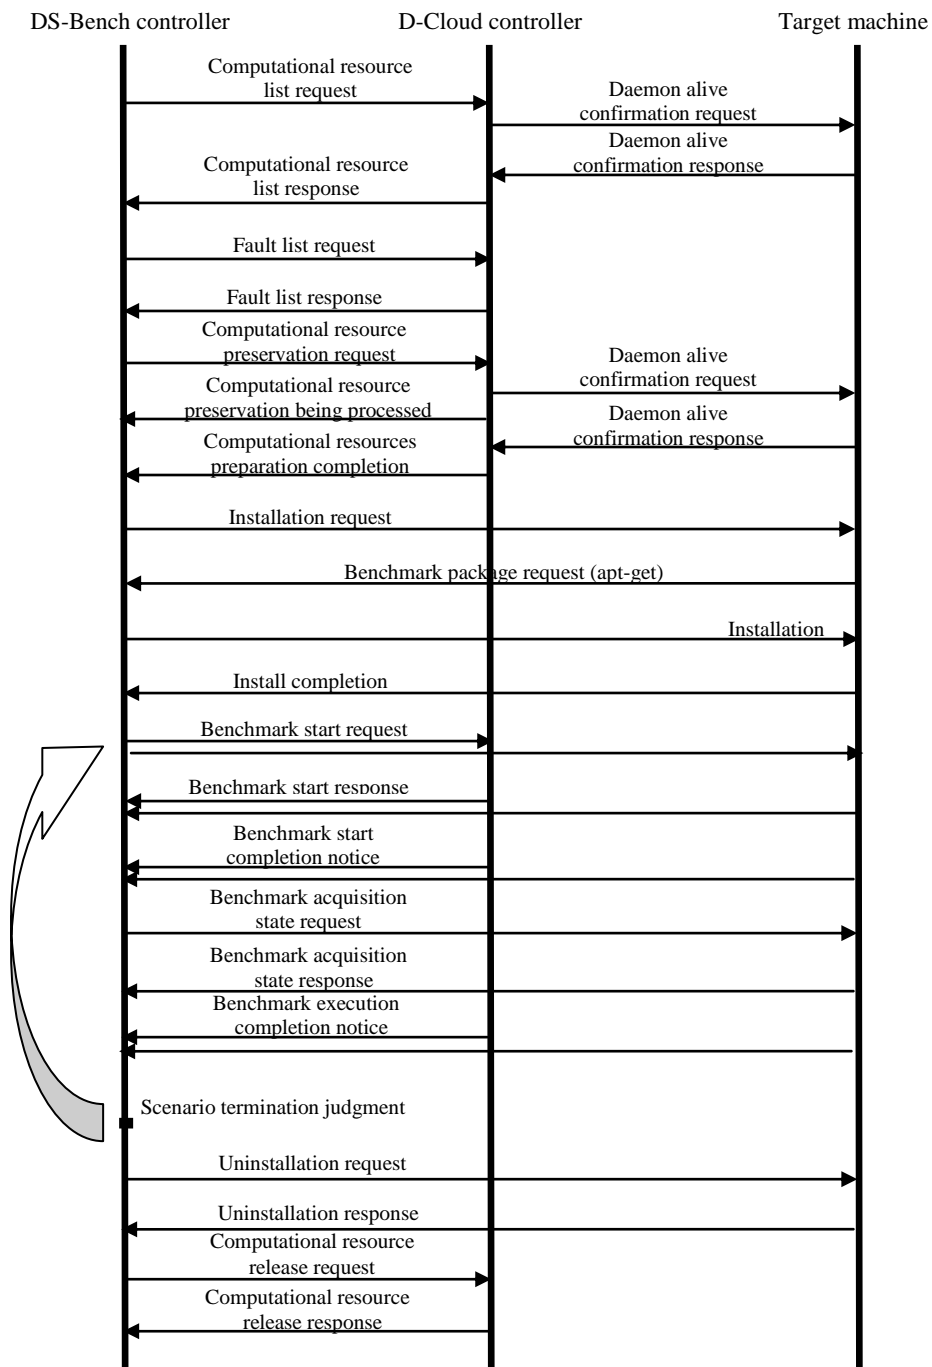 DS-Bench controller
D-Cloud controller
Target machine
Computational resource
list request
Daemon alive
confirmation request
Daemon alive
confirmation response
Computational resource
list response
Fault list request
Fault list response
Computational resource
preservation request
Daemon alive
confirmation request
Computational resource
preservation being processed
Daemon alive
confirmation response
Computational resources
preparation completion
Installation request
Benchmark package request (apt-get)
Installation
Install completion
Benchmark start request
Benchmark start response
Benchmark start
completion notice
Benchmark acquisition
state request
Benchmark acquisition
state response
Benchmark execution
completion notice
Scenario termination judgment
Uninstallation request
Uninstallation response
Computational resource
release request
Computational resource
release response